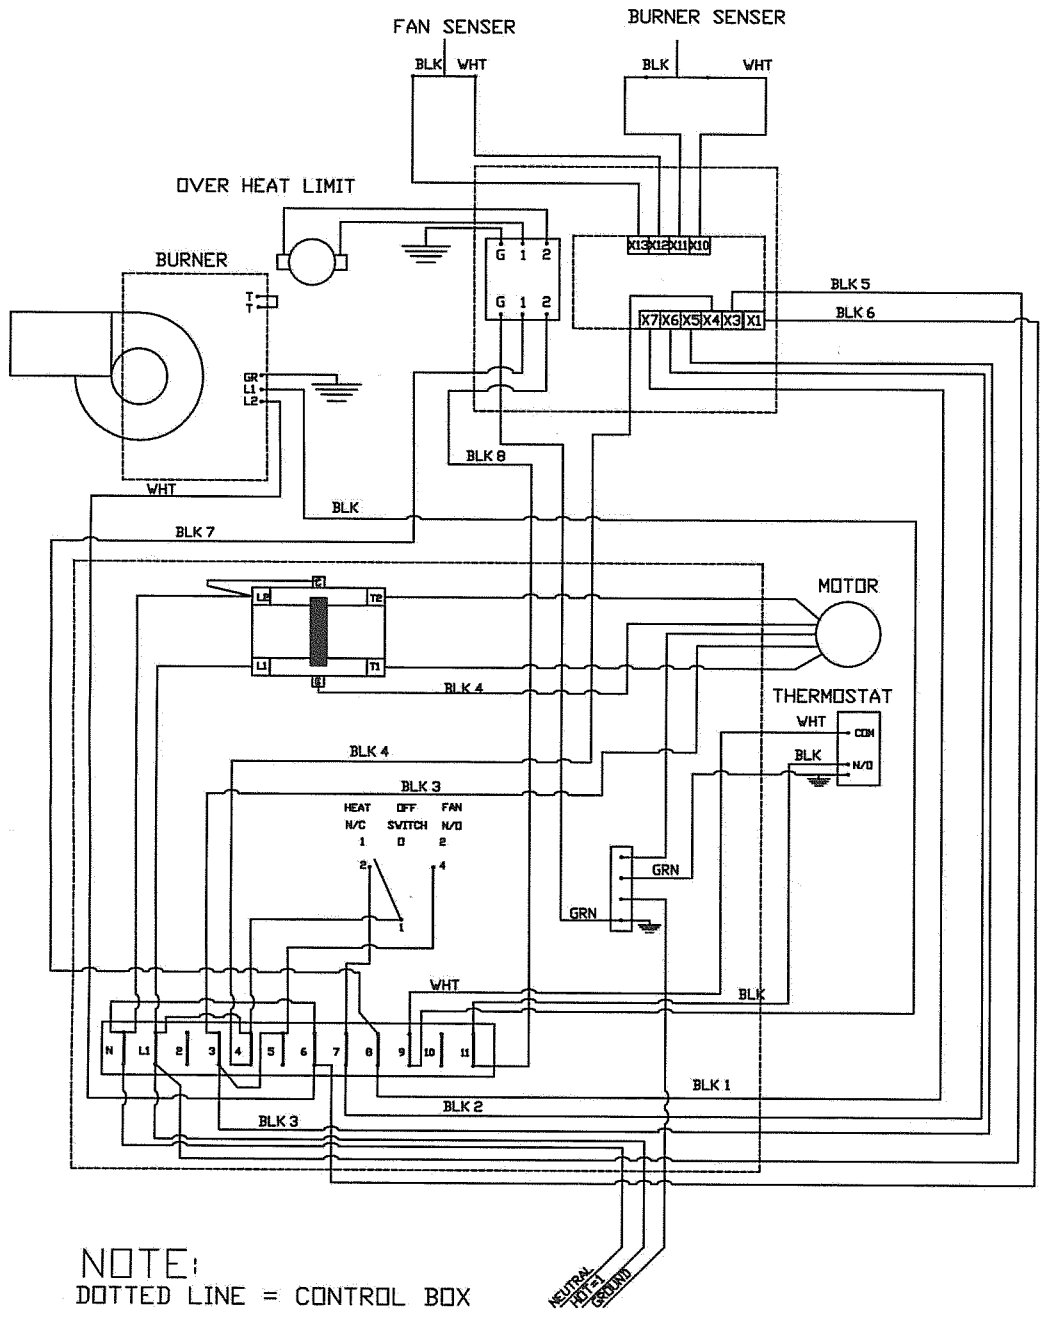 FAN SENSER
BURNER SENSER
BLK
WHT
BLK
WHT
OVER HEAT LIMIT
X13 X12 X11 X10
BURNER
G 1 2
T
T
BLK 5
G 1 2
BLK 6
X7 X6 X5 X4 X3 X1
GR
L1
L2
BLK 8
WHT
BLK
BLK 7
G
MOTOR
L2
T2
L1
T1
G
BLK 4
THERMOSTAT
WHT
COM
BLK 4
BLK
N/O
BLK 3
HEAT OFF FAN
N/C SWITCH N/O
1 0 2
2
4
GRN
GRN
1
WHT
BLK
N L1 2 3 4 5 6 7 8 9 10 11
BLK 1
BLK 2
BLK 3
NOTE:
DOTTED LINE = CONTROL BOX
NEUTRAL
HOT=1
GROUND